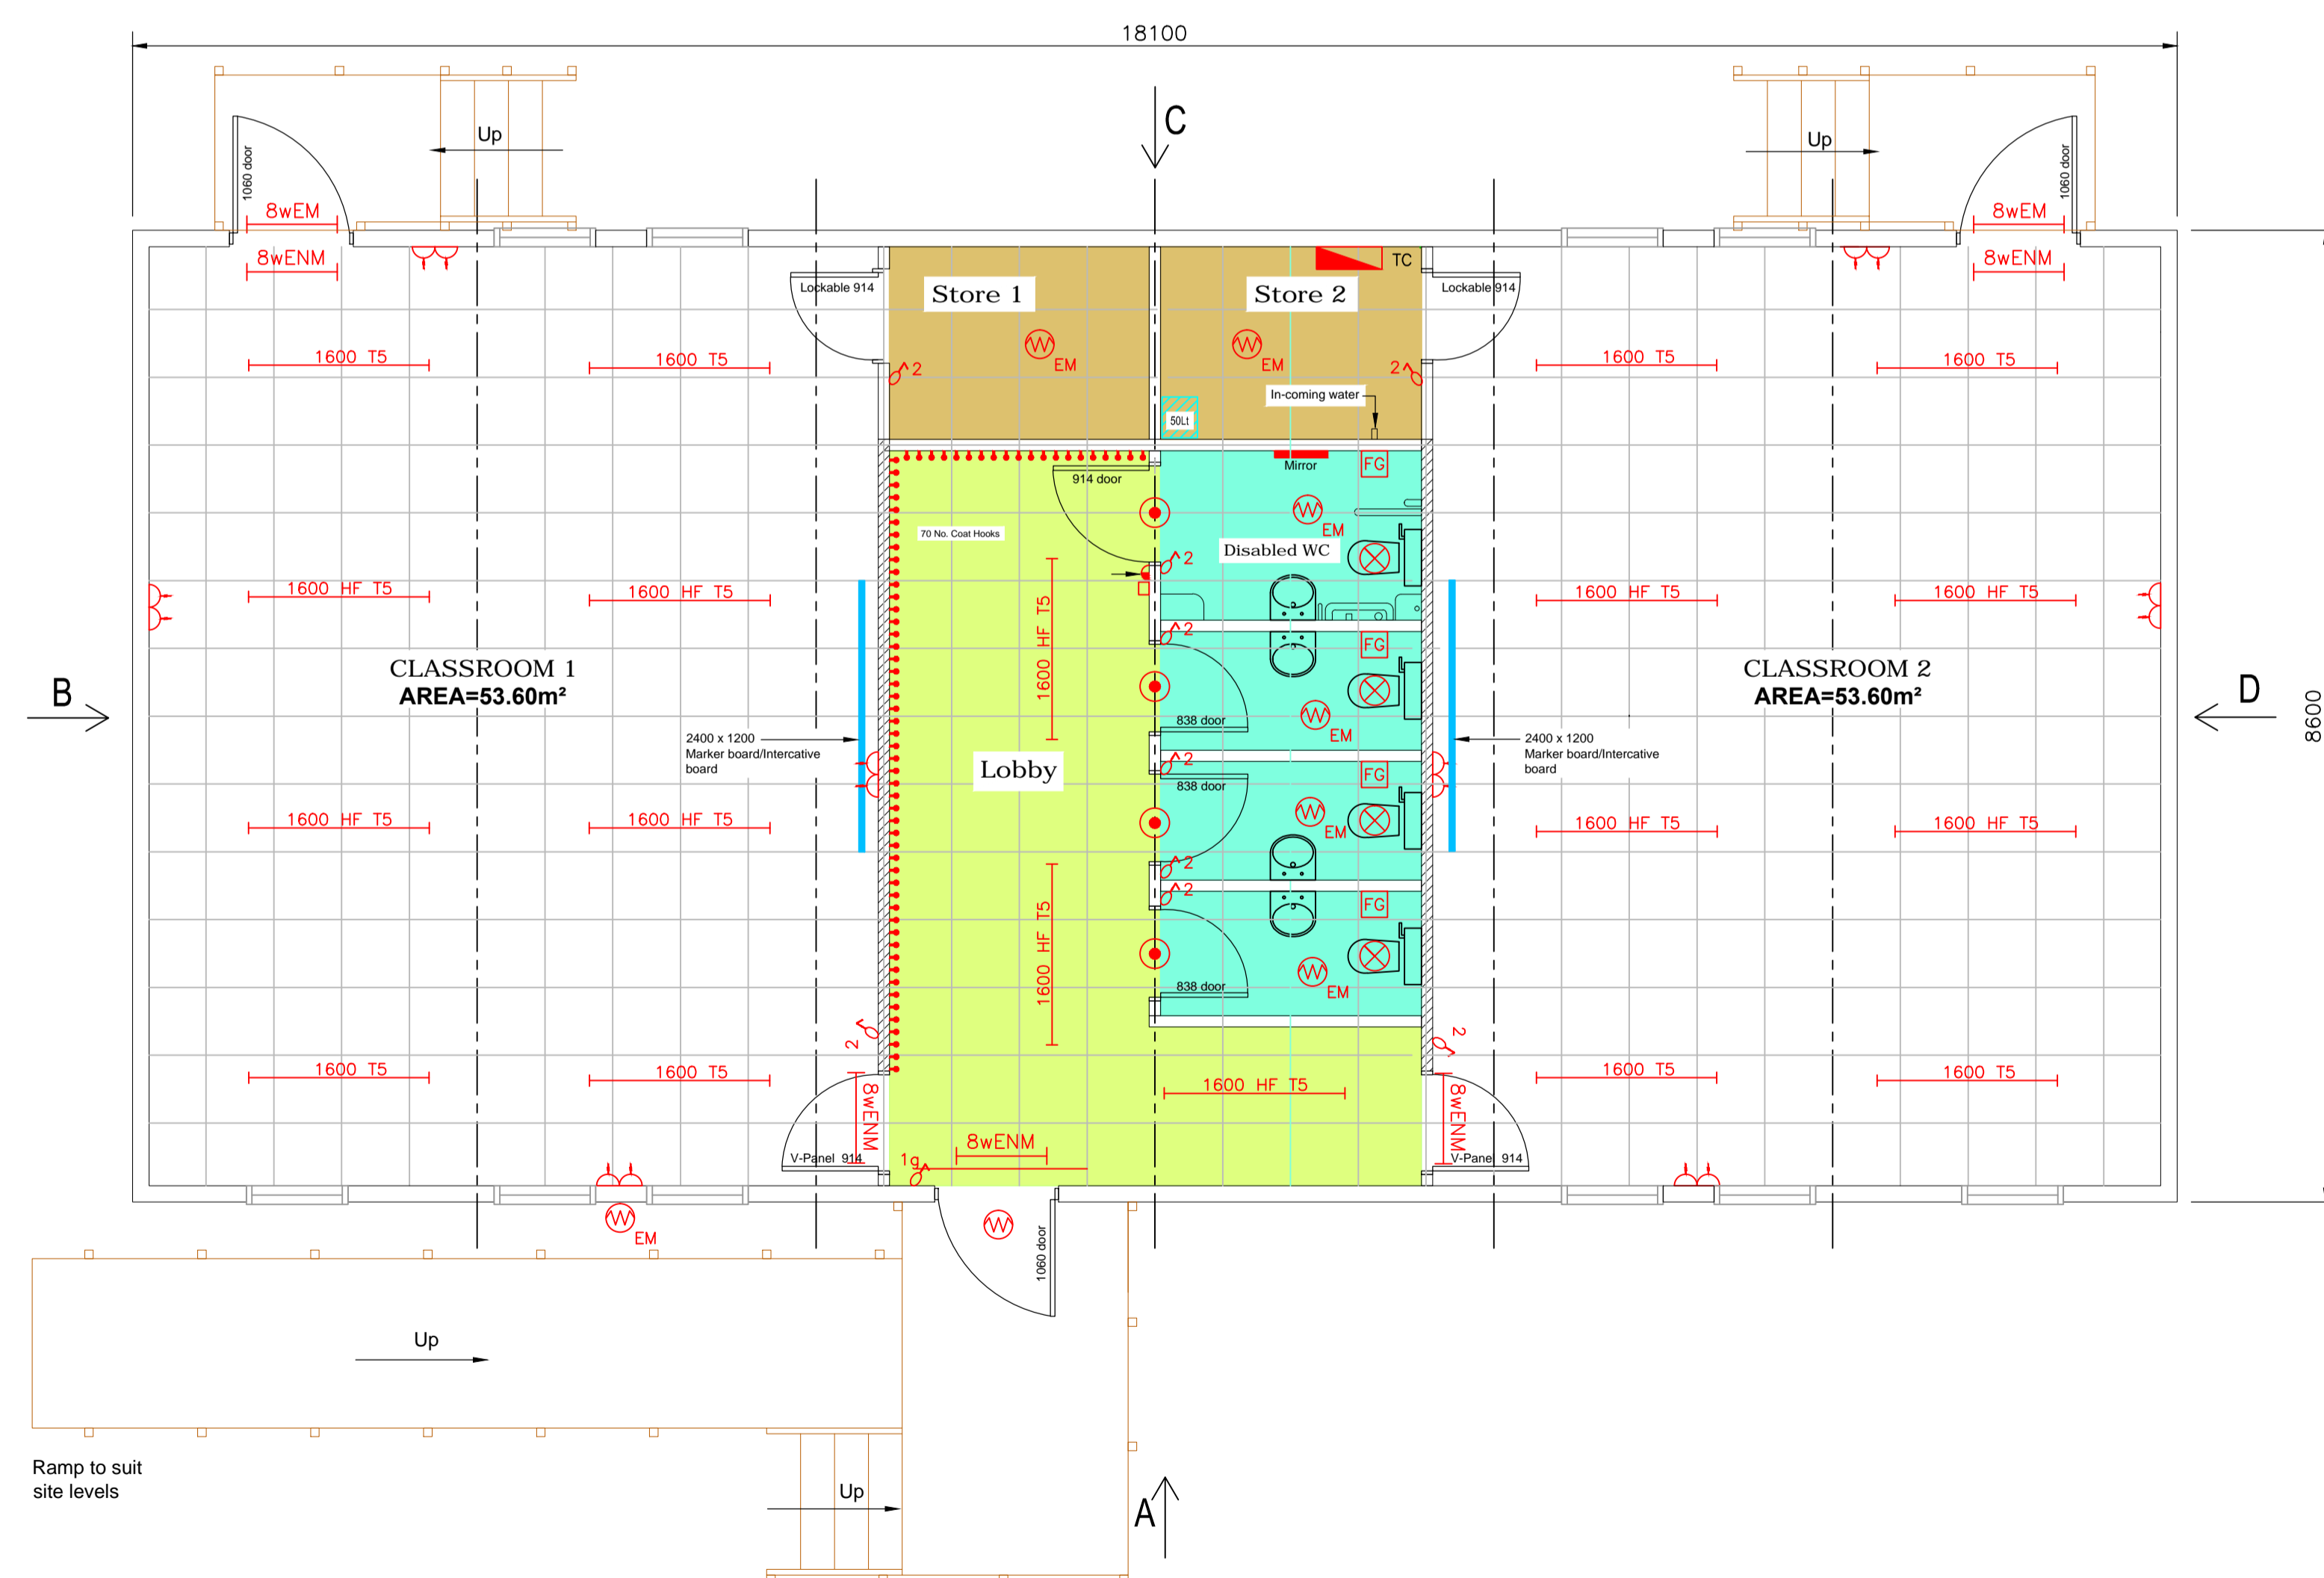 18100
C
Up
Up
1060 door
1060 door
8wEM
8wENM
8wEM
8wENM
Lockable 914
Store 1
Store 2
TC
Lockable 914
1600 T5
1600 T5
2
EM
EM
2
1600 T5
1600 T5
In-coming water
50Lt
914 door
Mirror
FG
70 No. Coat Hooks
EM
Disabled WC
2
1600 HF T5
1600 HF T5
1600 HF T5
1600 HF T5
1600 HF T5
2
FG
CLASSROOM 1
AREA=53.60m²
CLASSROOM 2
AREA=53.60m²
B
D
8600
838 door
EM
2400 x 1200
Marker board/Intercative
board
2400 x 1200
Marker board/Intercative
board
Lobby
2
838 door
FG
1600 HF T5
1600 HF T5
EM
1600 HF T5
1600 HF T5
2
2
FG
1600 HF T5
838 door
EM
2
2
1600 T5
1600 T5
1600 HF T5
1600 T5
1600 T5
8wENM
8wENM
8wENM
V-Panel 914
1g
V-Panel 914
EM
1060 door
Up
Ramp to suit
site levels
Up
A